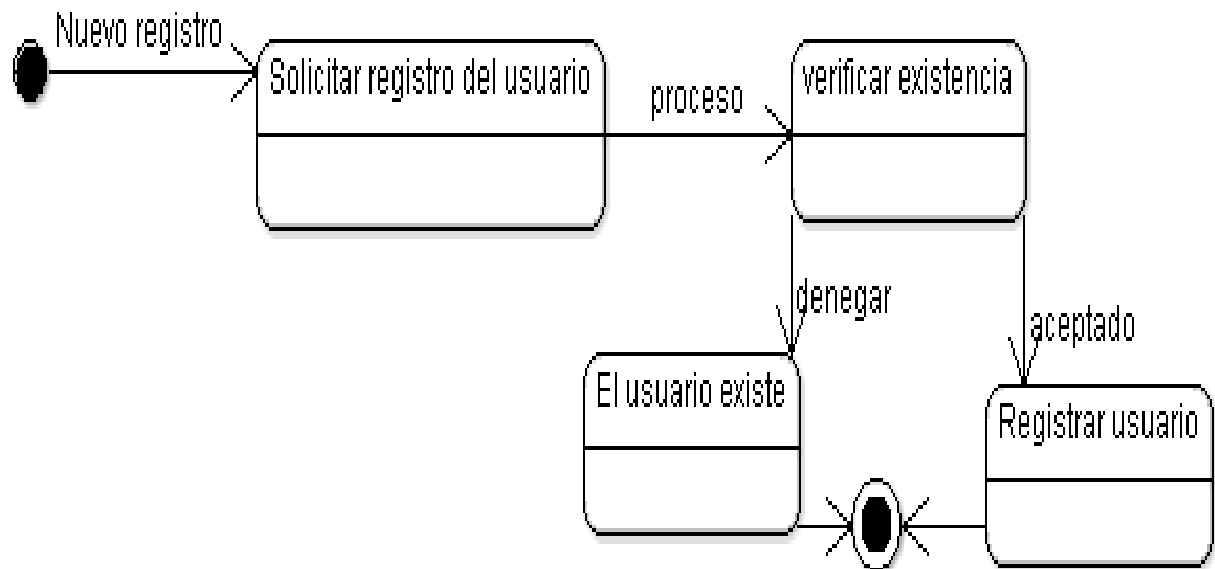 Nuevo registro
Solicitar registro del usuario
proceso
verificar existencia
denegar
aceptado
El usuario existe
Registrar usuario